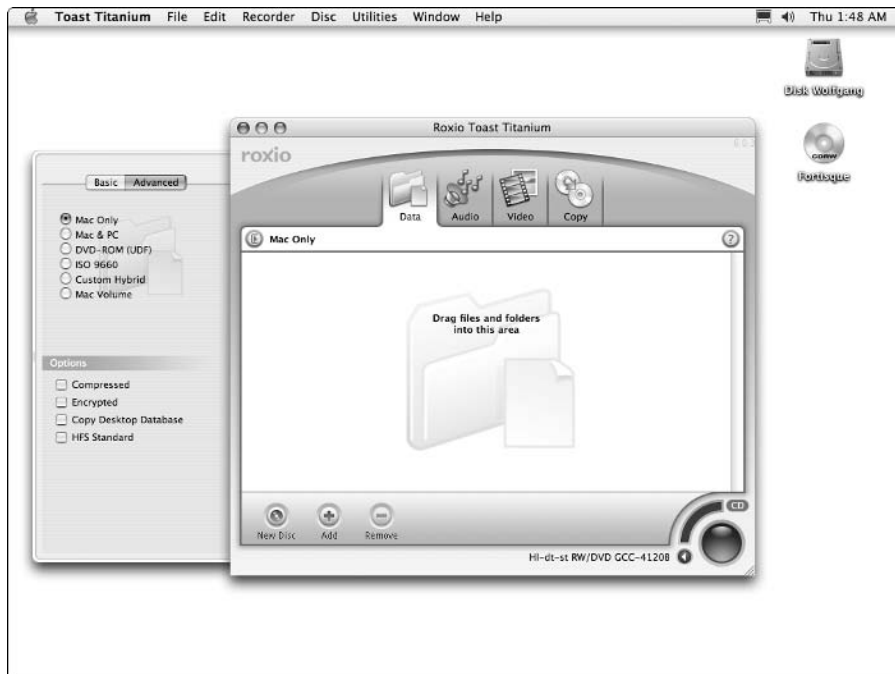 Toast Titanium File Edit Recorder Disc Utilities Window Help Thu 1:48 AM
Disk Wolfgang
CDRW
Fortisque
Roxio Toast Titanium
roxio
Data Audio Video Copy
Basic Advanced
Mac Only
Mac & PC
DVD-ROM (UDF)
ISO 9660
Custom Hybrid
Mac Volume
Options
Compressed
Encrypted
Copy Desktop Database
HFS Standard
Mac Only ?
Drag files and folders
into this area
New Disc Add Remove
CD
Hl-dt-st RW/DVD GCC-4120B